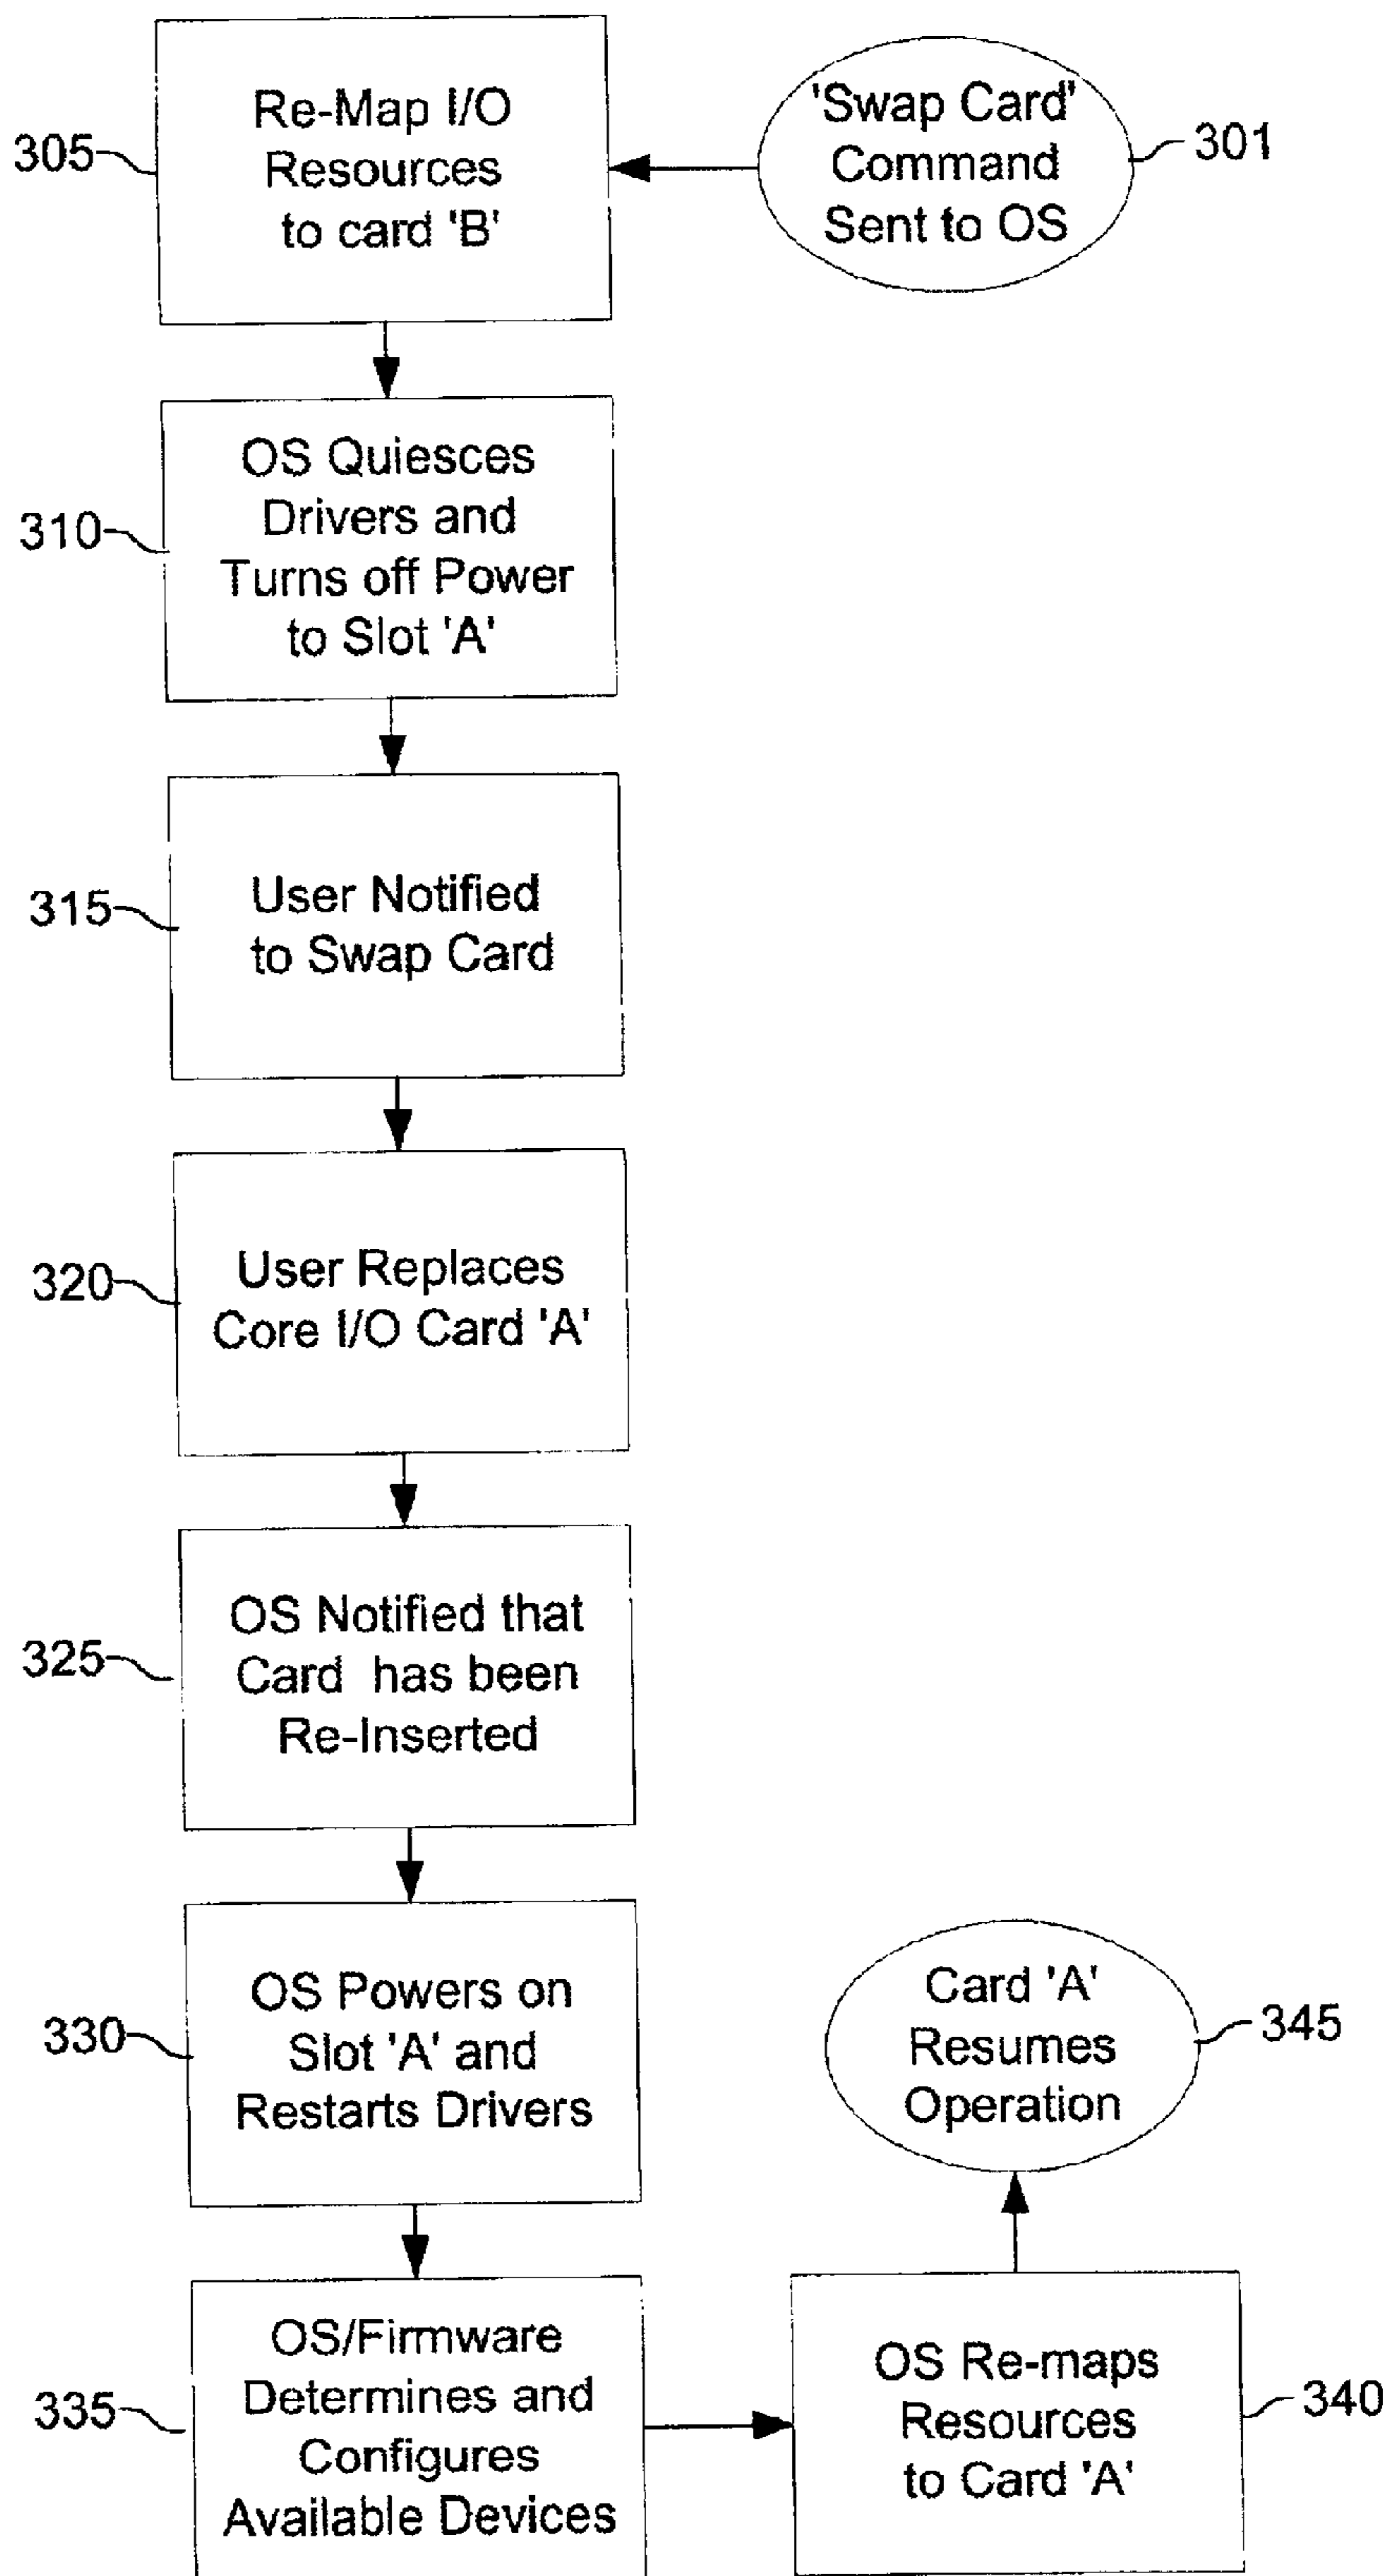 'Swap Card'
Command
Sent to OS
301
305
Re-Map I/O
Resources
to card 'B'
310
OS Quiesces
Drivers and
Turns off Power
to Slot 'A'
315
User Notified
to Swap Card
320
User Replaces
Core I/O Card 'A'
325
OS Notified that
Card has been
Re-Inserted
330
OS Powers on
Slot 'A' and
Restarts Drivers
335
OS/Firmware
Determines and
Configures
Available Devices
OS Re-maps
Resources
to Card 'A'
340
Card 'A'
Resumes
Operation
345